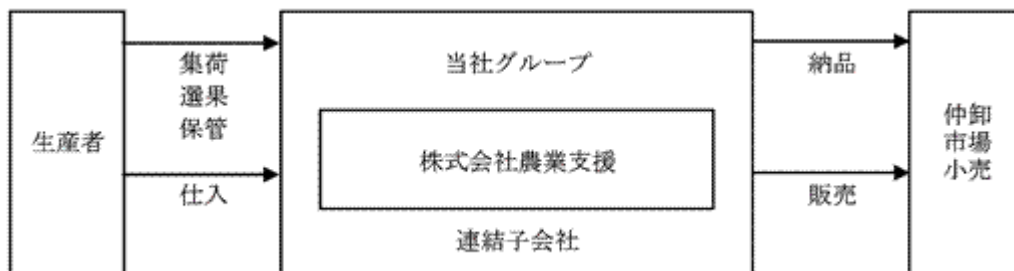 生産者
集荷
選果
保管
仕入
当社グループ
株式会社農業支援
連結子会社
納品
販売
仲卸
市場
小売